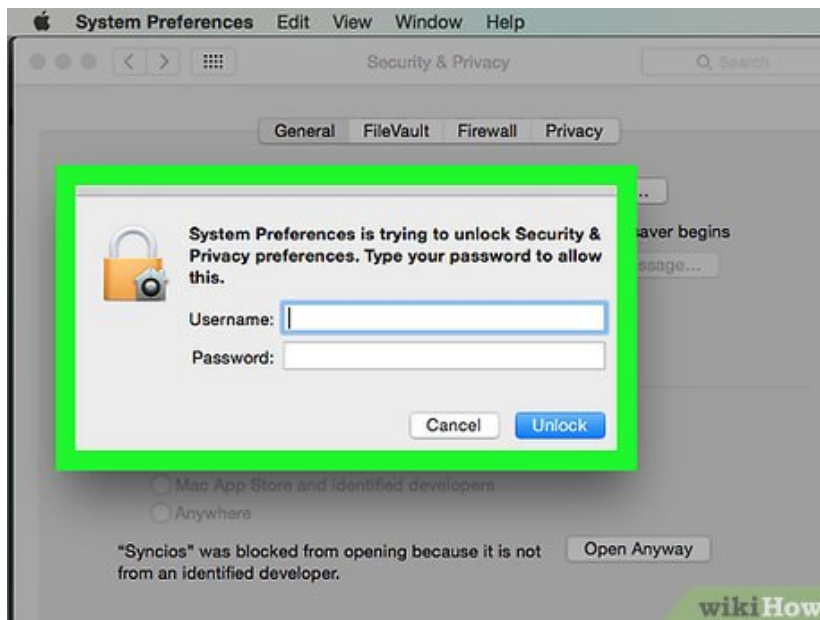 System Preferences Edit View Window Help
Security & Privacy
Search
General FileVault Firewall Privacy
..
saver begins
ssage...
System Preferences is trying to unlock Security &
Privacy preferences. Type your password to allow
this.
Username:
Password:
Cancel Unlock
Mac App Store and identified developers
Anywhere
"Syncios" was blocked from opening because it is not
from an identified developer.
Open Anyway
wikiHow